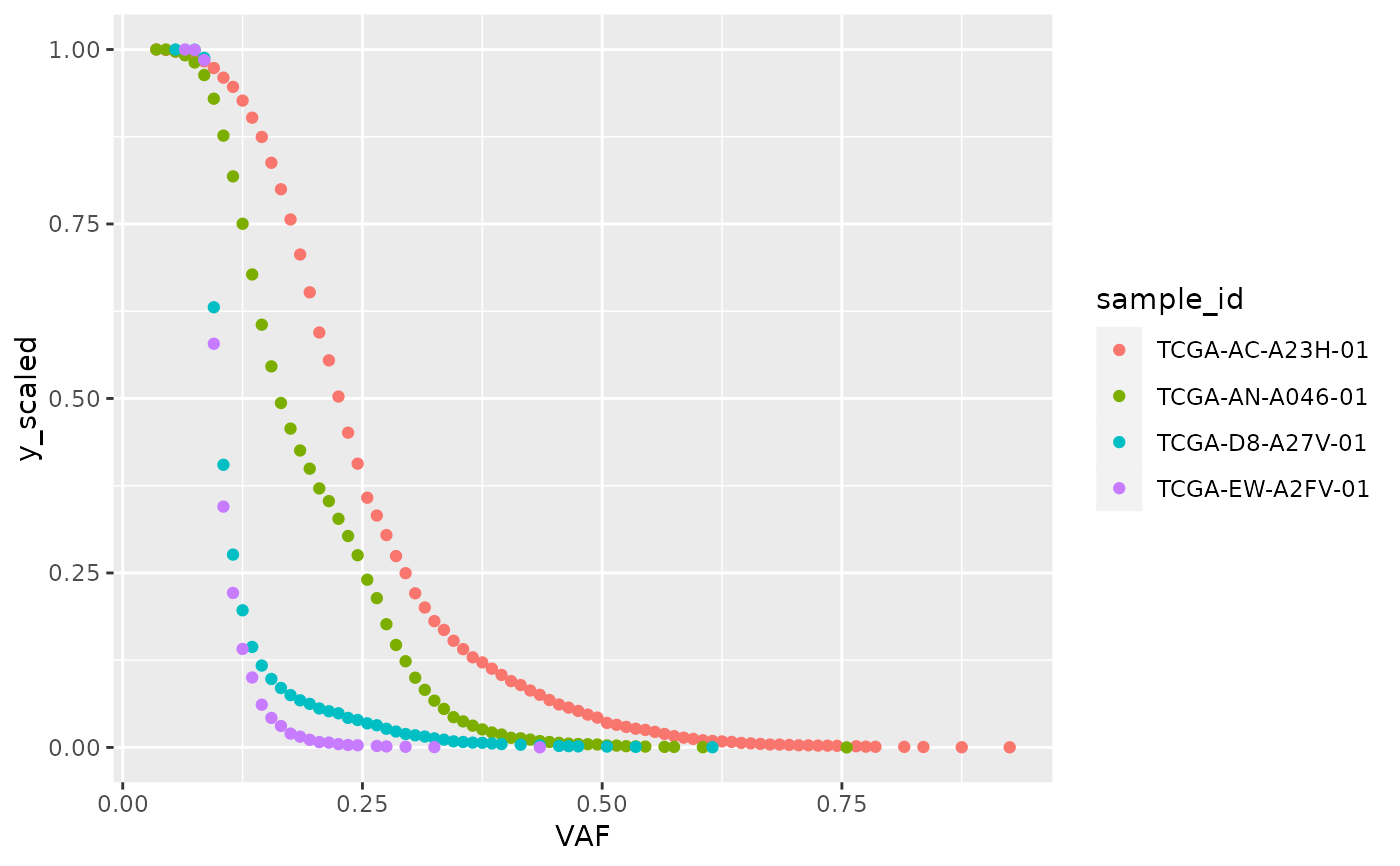 1.00
0.75
0.50
0.25
0.00
y_scaled
0.00
0.25
0.50
0.75
VAF
sample_id
TCGA-AC-A23H-01
TCGA-AN-A046-01
TCGA-D8-A27V-01
TCGA-EW-A2FV-01